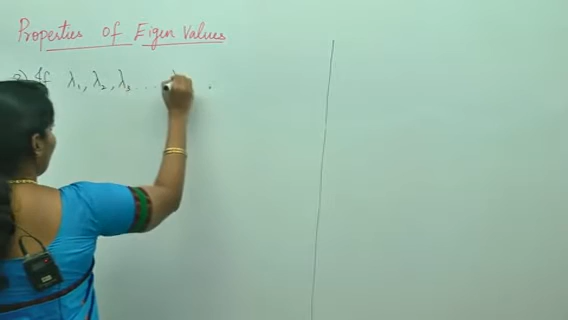 Properties of Eigen Values
If λ₁, λ₂, λ₃ ....